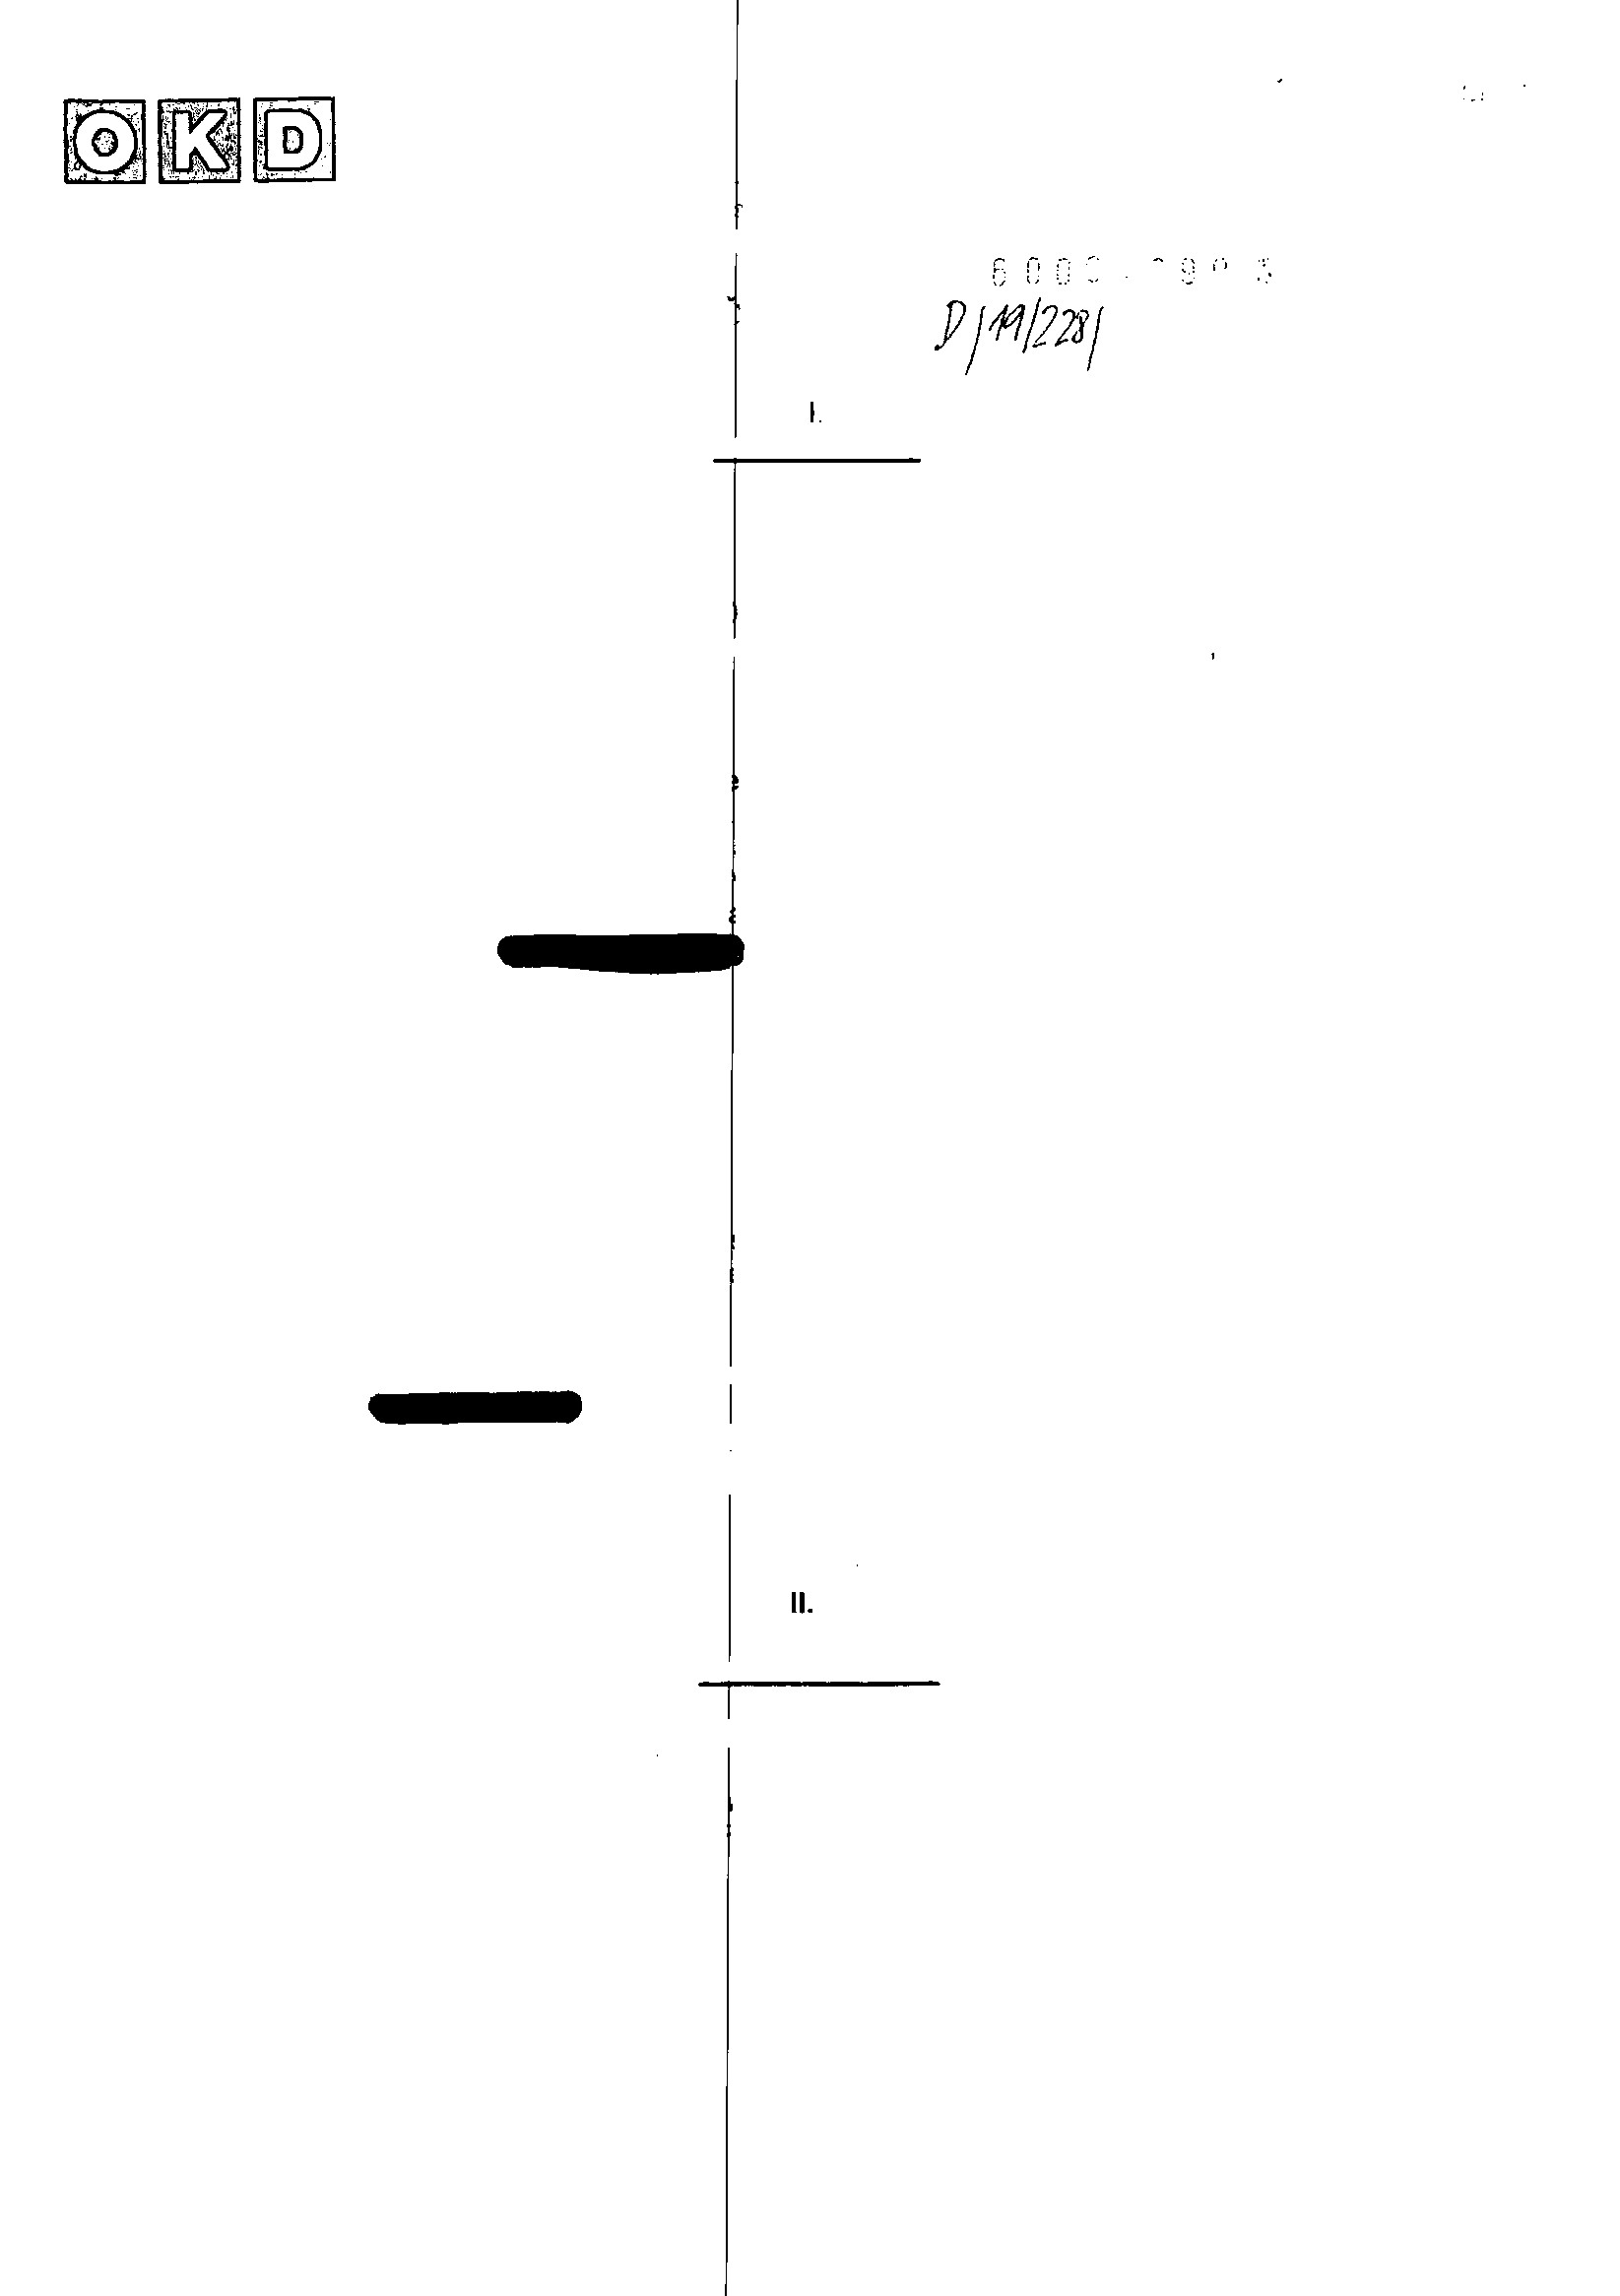 OKD
D/19/228/
I.
II.